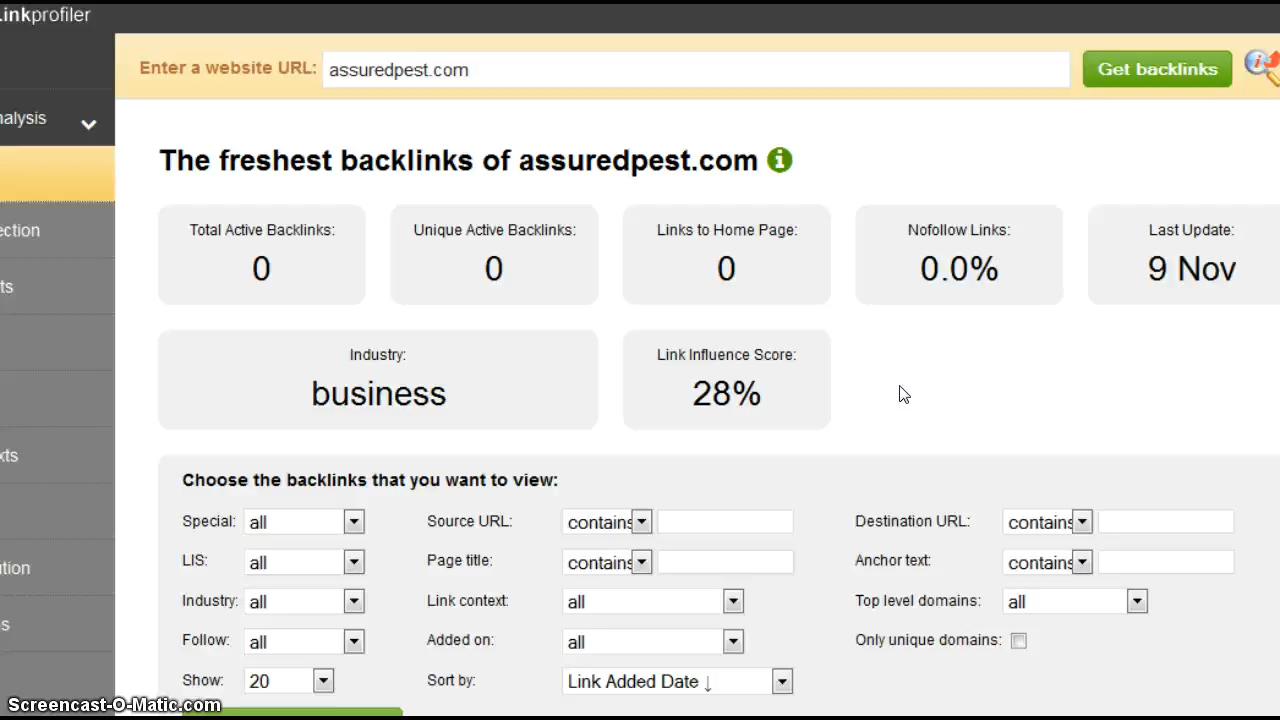 .inkprofiler
Enter a website URL: assuredpest.com Get backlinks
nalysis
The freshest backlinks of assuredpest.com
Total Active Backlinks: Unique Active Backlinks: Links to Home Page: Nofollow Links: Last Update:
0 0 0 0.0% 9 Nov
ection
ts
Industry: Link Influence Score:
business 28%
xts
Choose the backlinks that you want to view:
Special: all Source URL: contains Destination URL: contains
LIS: all Page title: contains Anchor text: contains
ution
Industry: all Link context: all Top level domains: all
s
Follow: all Added on: all Only unique domains:
Show: 20 Sort by: Link Added Date ↓
Screencast-O-Matic.com